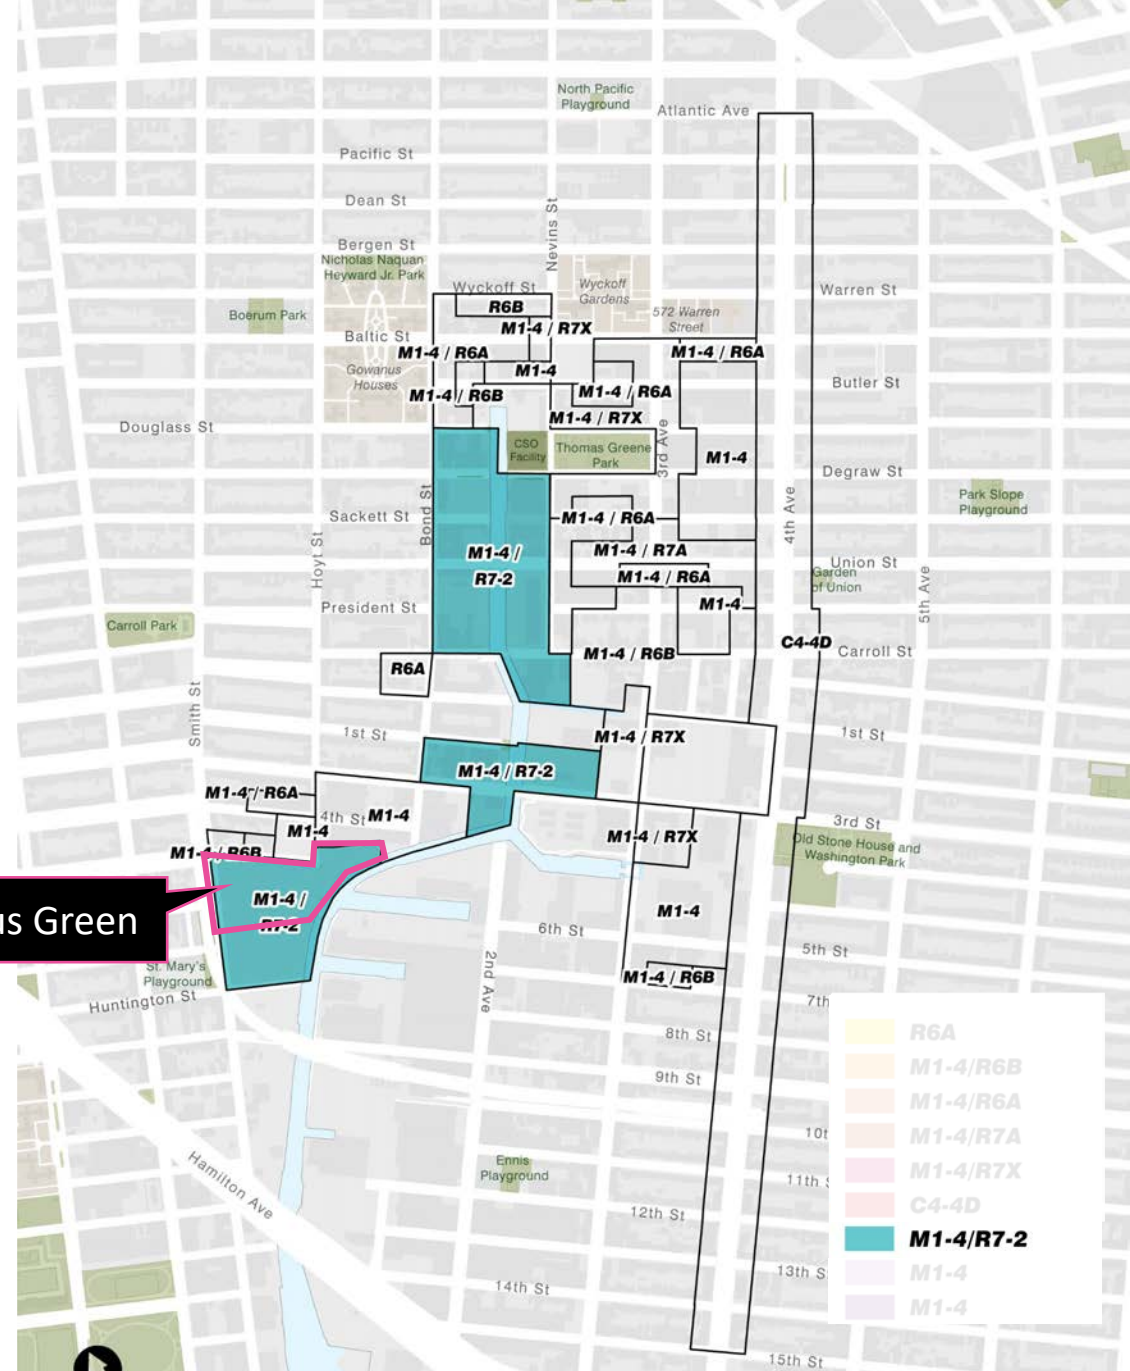 North Pacific
Playground
Atlantic Ave
Pacific St
Dean St
Nevins St
Bergen St
Nicholas Naquan
Heyward Jr. Park
Wyckoff St
Wyckoff
Gardens
Warren St
R6B
Boerum Park
572 Warren
Street
M1-4 / R7X
Baltic St
M1-4 / R6A
M1-4 / R6A
Gowanus
Houses
M1-4
Butler St
M1-4 / R6B
M1-4 / R6A
M1-4 / R7X
Douglass St
3rd Ave
CSO
Facility
Thomas Greene
Park
M1-4
Degraw St
Bond St
4th Ave
Park Slope
Playground
Sackett St
M1-4 / R6A
Hoyt St
M1-4 /
R7-2
M1-4 / R7A
Union St
M1-4 / R6A
Garden
of Union
5th Ave
President St
M1-4
Carroll Park
C4-4D
Carroll St
M1-4 / R6B
R6A
Smith St
1st St
M1-4 / R7X
1st St
M1-4 / R7-2
M1-4 / R6A
4th St
M1-4
M1-4
3rd St
M1-4 / R7X
Old Stone House and
Washington Park
M1-4 / R6B
M1-4 /
R7-2
us Green
M1-4
6th St
5th St
St. Mary's
Playground
2nd Ave
M1-4 / R6B
Huntington St
7th
8th St
9th St
10t
Ennis
Playground
11th
Hamilton Ave
12th St
13th S
14th St
15th St
R6A
M1-4/R6B
M1-4/R6A
M1-4/R7A
M1-4/R7X
C4-4D
M1-4/R7-2
M1-4
M1-4